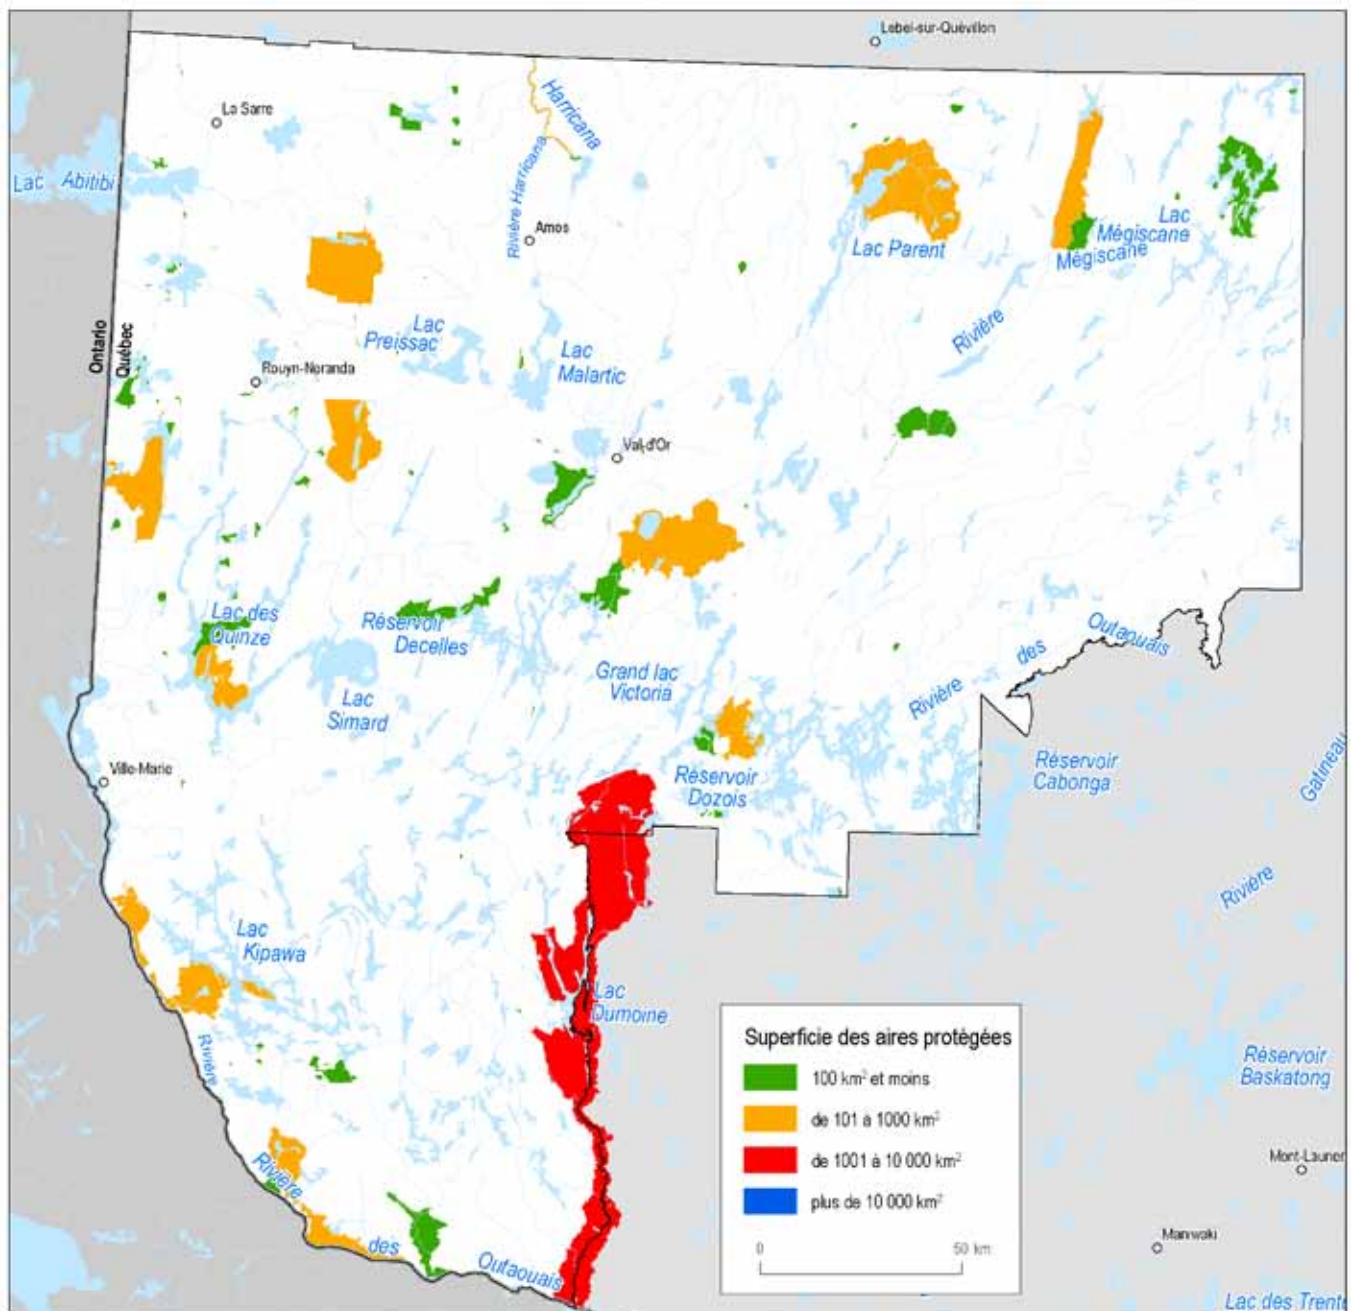 Lebel-sur-Quévillon
La Sarre
Harricana
Rivière Harricana
Lac Abitibi
Amos
Lac Parent
Lac
Mégiscane
Mégiscane
Rivière
Ontario
Québec
Lac
Preissac
Lac
Malartic
Rouyn-Noranda
Val-d'Or
Lac des
Quinze
Réservoir
Decelles
Grand lac
Victoria
Lac
Simard
Rivière
des
Outaouais
Réservoir
Cabonga
Gatineau
Rivière
Ville-Marie
Réservoir
Dozois
Lac
Kipawa
Lac
Dumoine
Rivière
Rivière
des
Outaouais
Superficie des aires protégées
100 km² et moins
de 101 à 1000 km²
de 1001 à 10 000 km²
plus de 10 000 km²
0 50 km
Réservoir
Baskatong
Mont-Laurier
Maniwaki
Lac des Trente